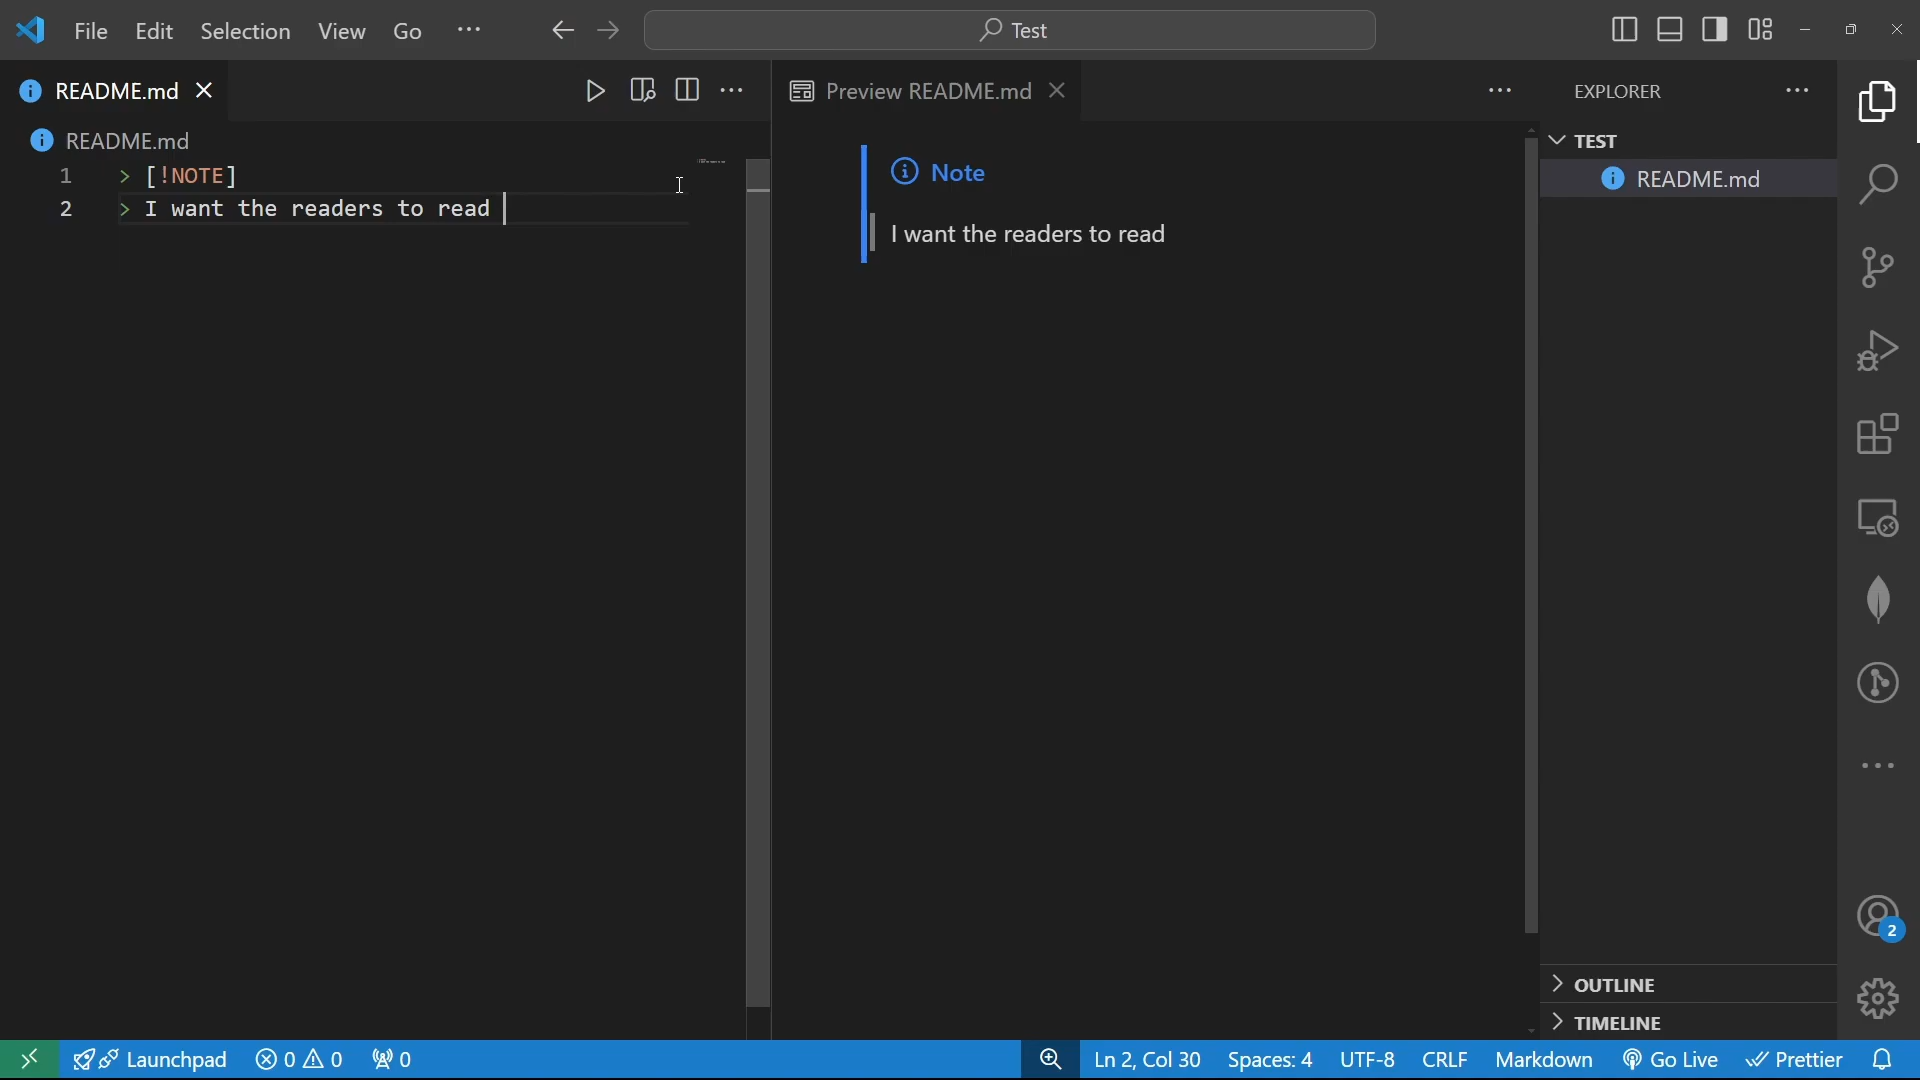 File Edit Selection View Go ··· Test
README.md
Preview README.md
EXPLORER
README.md
TEST
1 > [!NOTE]
Note
README.md
2 > I want the readers to read
I want the readers to read
2
OUTLINE
TIMELINE
Launchpad 0 0 0 Ln 2, Col 30 Spaces: 4 UTF-8 CRLF Markdown Go Live Prettier